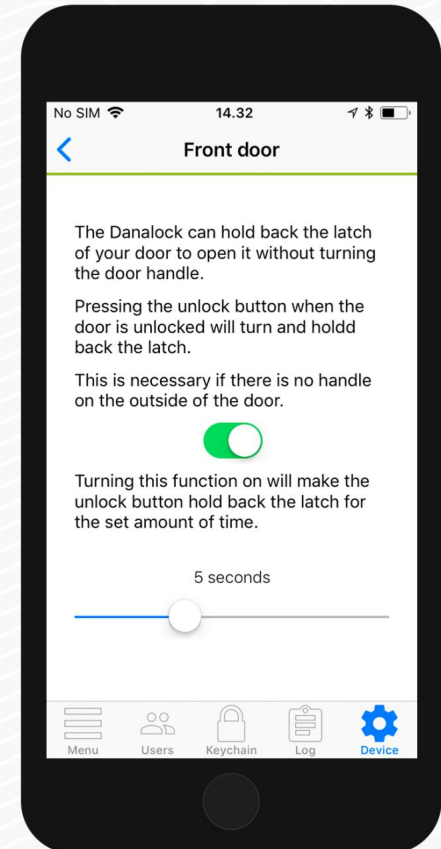 No SIM
14.32
Front door
The Danalock can hold back the latch
of your door to open it without turning
the door handle.
Pressing the unlock button when the
door is unlocked will turn and holdd
back the latch.
This is necessary if there is no handle
on the outside of the door.
Turning this function on will make the
unlock button hold back the latch for
the set amount of time.
5 seconds
Menu
Users
Keychain
Log
Device